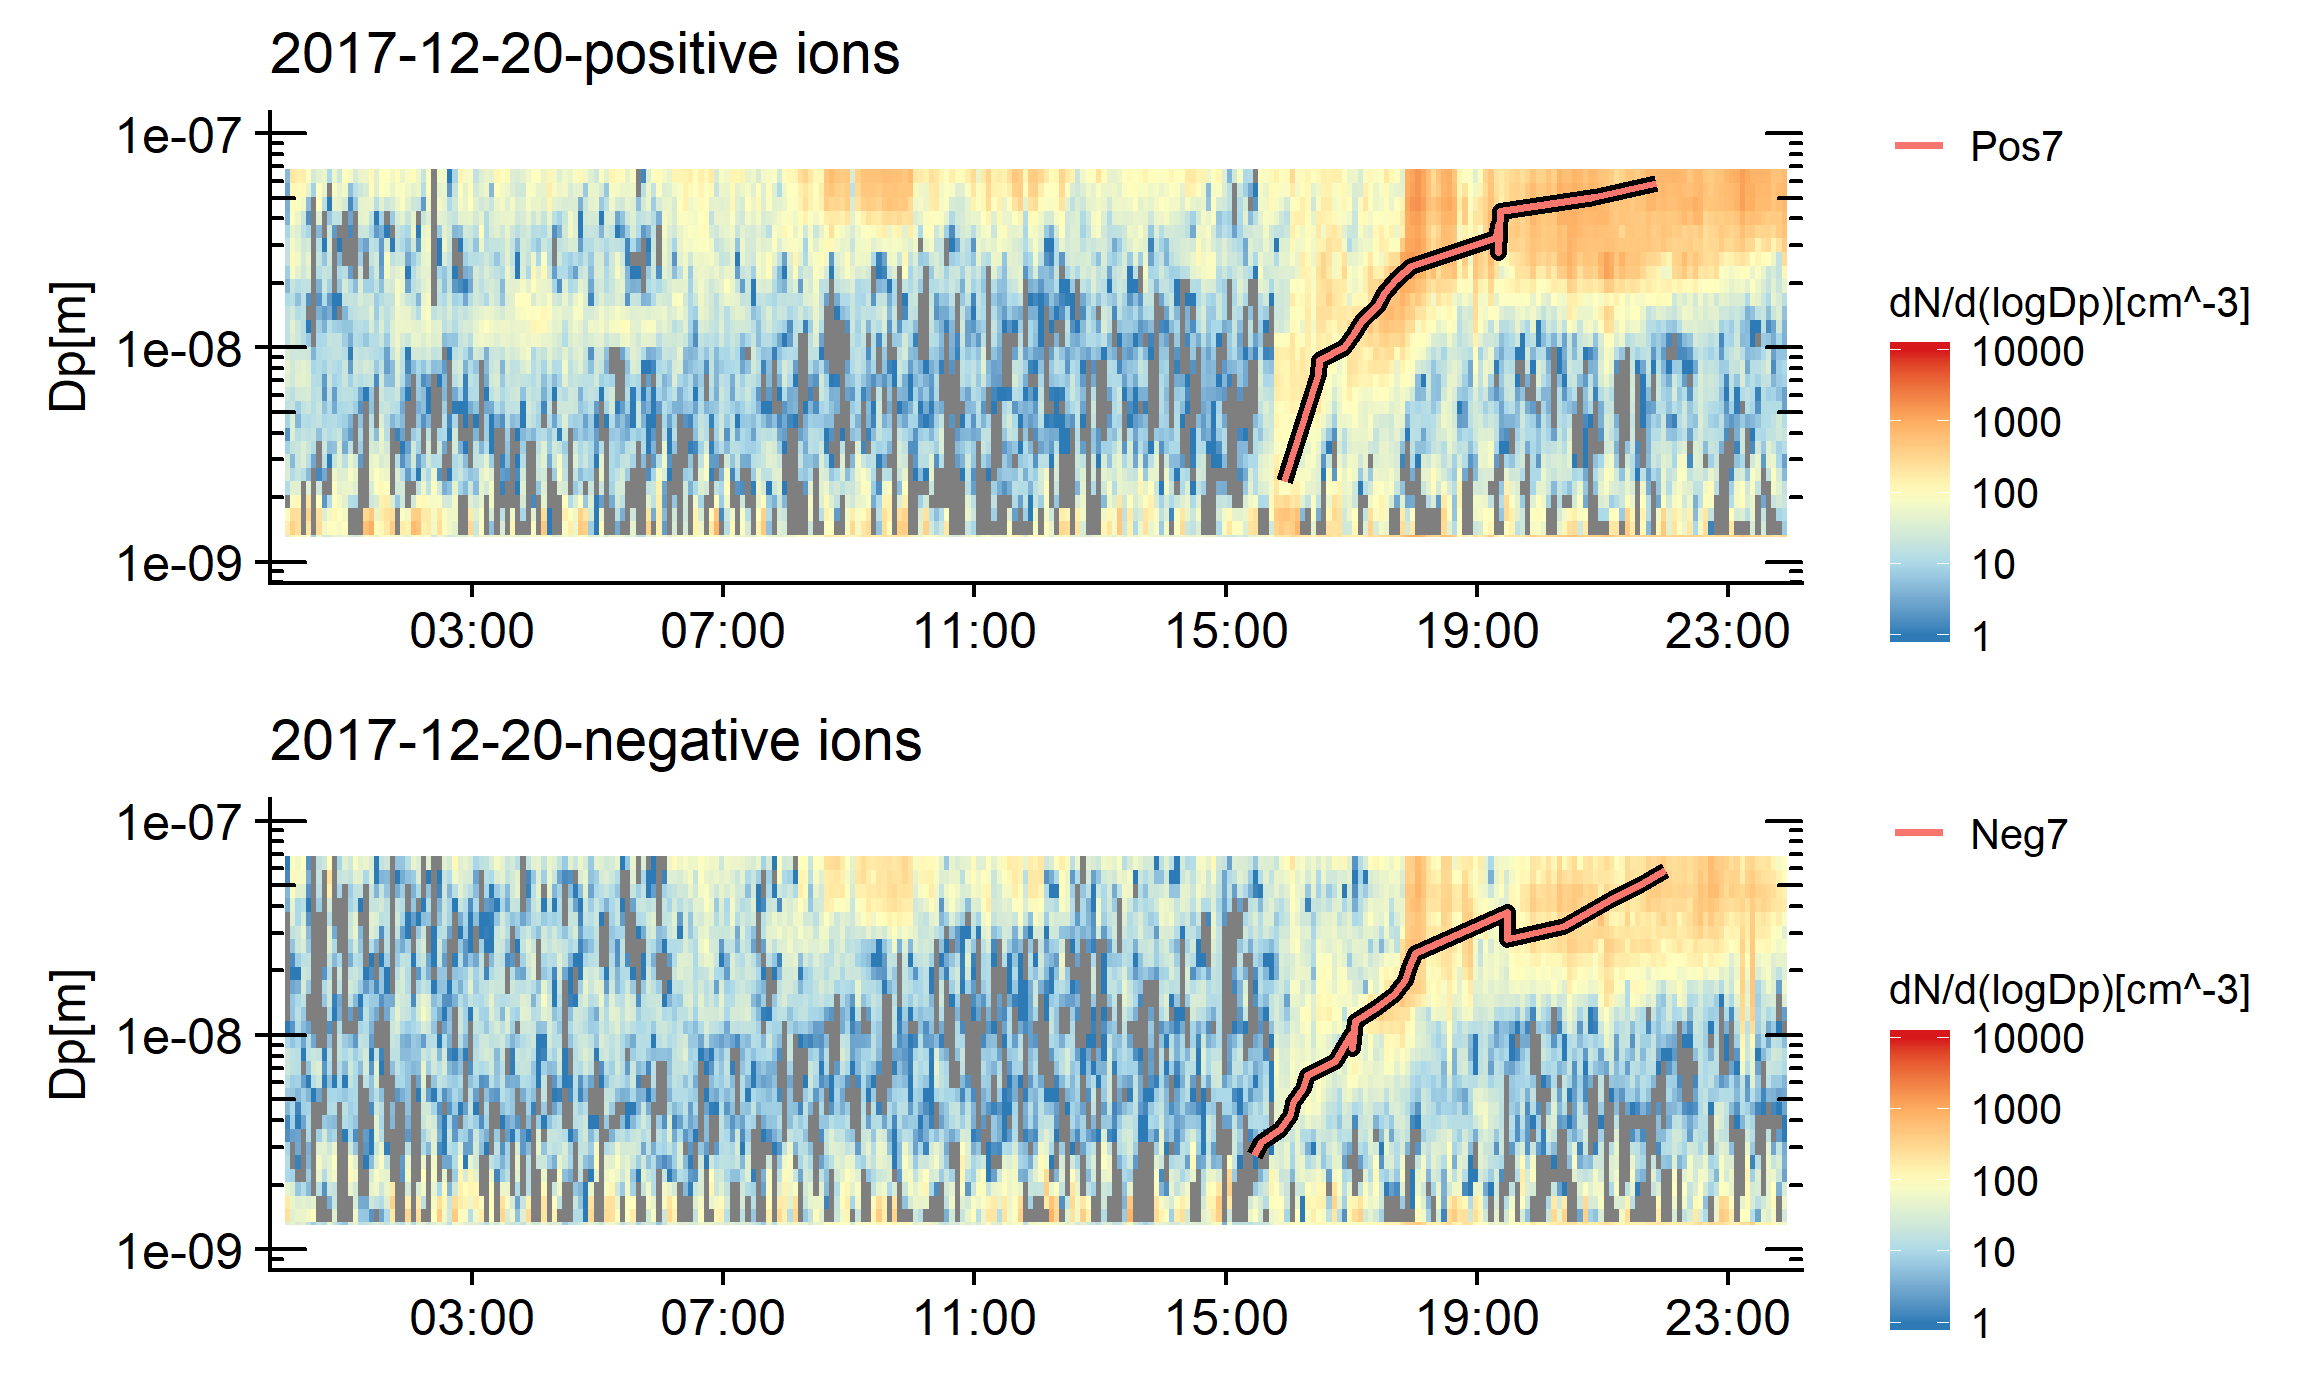 2017-12-20-positive ions
1e-07
1e-08
1e-09
Dp[m]
03:00 07:00 11:00 15:00 19:00 23:00
Pos7
dN/d(logDp)[cm^-3]
10000
1000
100
10
1
2017-12-20-negative ions
1e-07
1e-08
1e-09
Dp[m]
03:00 07:00 11:00 15:00 19:00 23:00
Neg7
dN/d(logDp)[cm^-3]
10000
1000
100
10
1